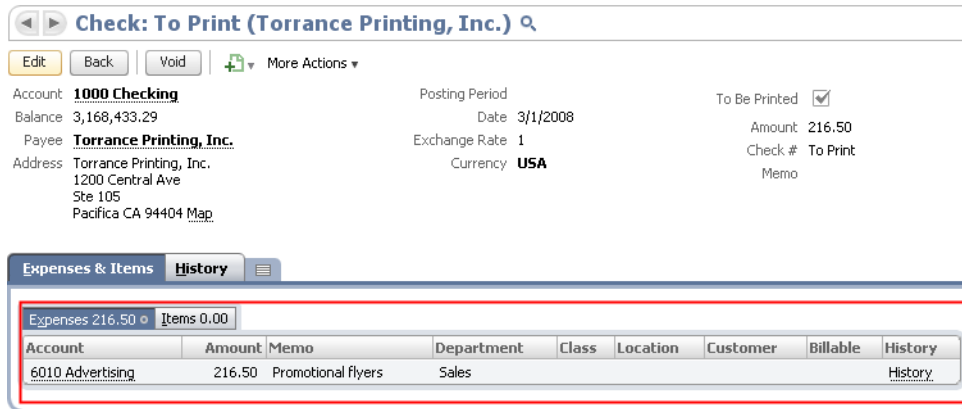 Check: To Print (Torrance Printing, Inc.)
Edit Back Void More Actions
Account 1000 Checking
Balance 3,168,433.29
Payee Torrance Printing, Inc.
Address Torrance Printing, Inc.
1200 Central Ave
Ste 105
Pacifica CA 94404 Map
Posting Period
Date 3/1/2008
Exchange Rate 1
Currency USA
To Be Printed
Amount 216.50
Check # To Print
Memo
Expenses & Items History
Expenses 216.50 Items 0.00
Account Amount Memo Department Class Location Customer Billable History
6010 Advertising 216.50 Promotional flyers Sales History